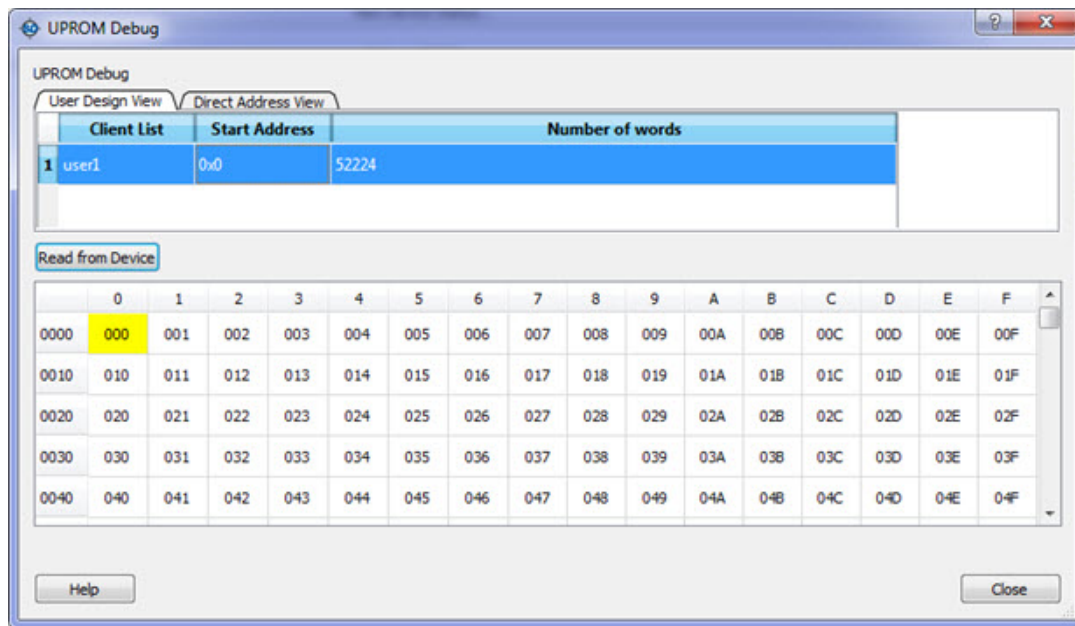 UPROM Debug
UPROM Debug
User Design View Direct Address View
Client List Start Address Number of words
1 user1 0x0 52224
Read from Device
0 1 2 3 4 5 6 7 8 9 A B C D E F
0000 000 001 002 003 004 005 006 007 008 009 00A 00B 00C 00D 00E 00F
0010 010 011 012 013 014 015 016 017 018 019 01A 01B 01C 01D 01E 01F
0020 020 021 022 023 024 025 026 027 028 029 02A 02B 02C 02D 02E 02F
0030 030 031 032 033 034 035 036 037 038 039 03A 03B 03C 03D 03E 03F
0040 040 041 042 043 044 045 046 047 048 049 04A 04B 04C 04D 04E 04F
Help Close